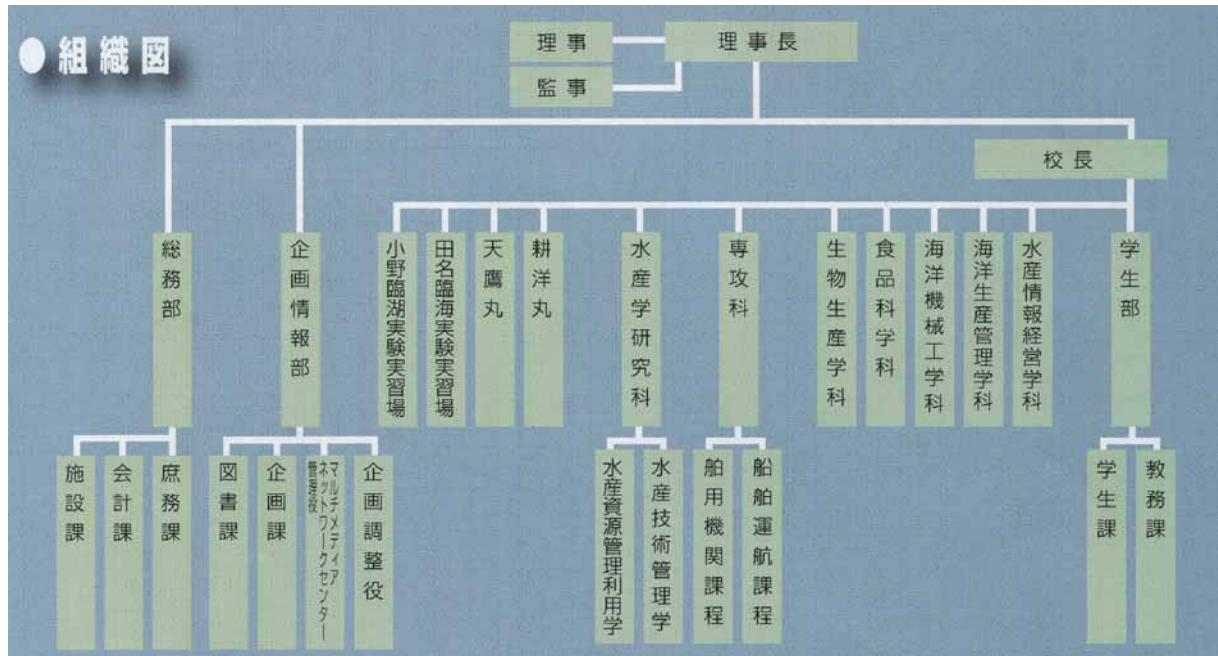 ● 組織図
理事
理事長
監事
校長
総務部
企画情報部
小野臨湖実験実習場
田名臨海実験実習場
天鷹丸
耕洋丸
水産学研究科
専攻科
生物生産学科
食品科学科
海洋機械工学科
海洋生産管理学科
水産情報経営学科
学生部
施設課
会計課
庶務課
図書課
企画課
マルチメディア
ネットワークセンター
管理役
企画調整役
水産資源管理利用学
水産技術管理学
舶用機関課程
船舶運航課程
学生課
教務課